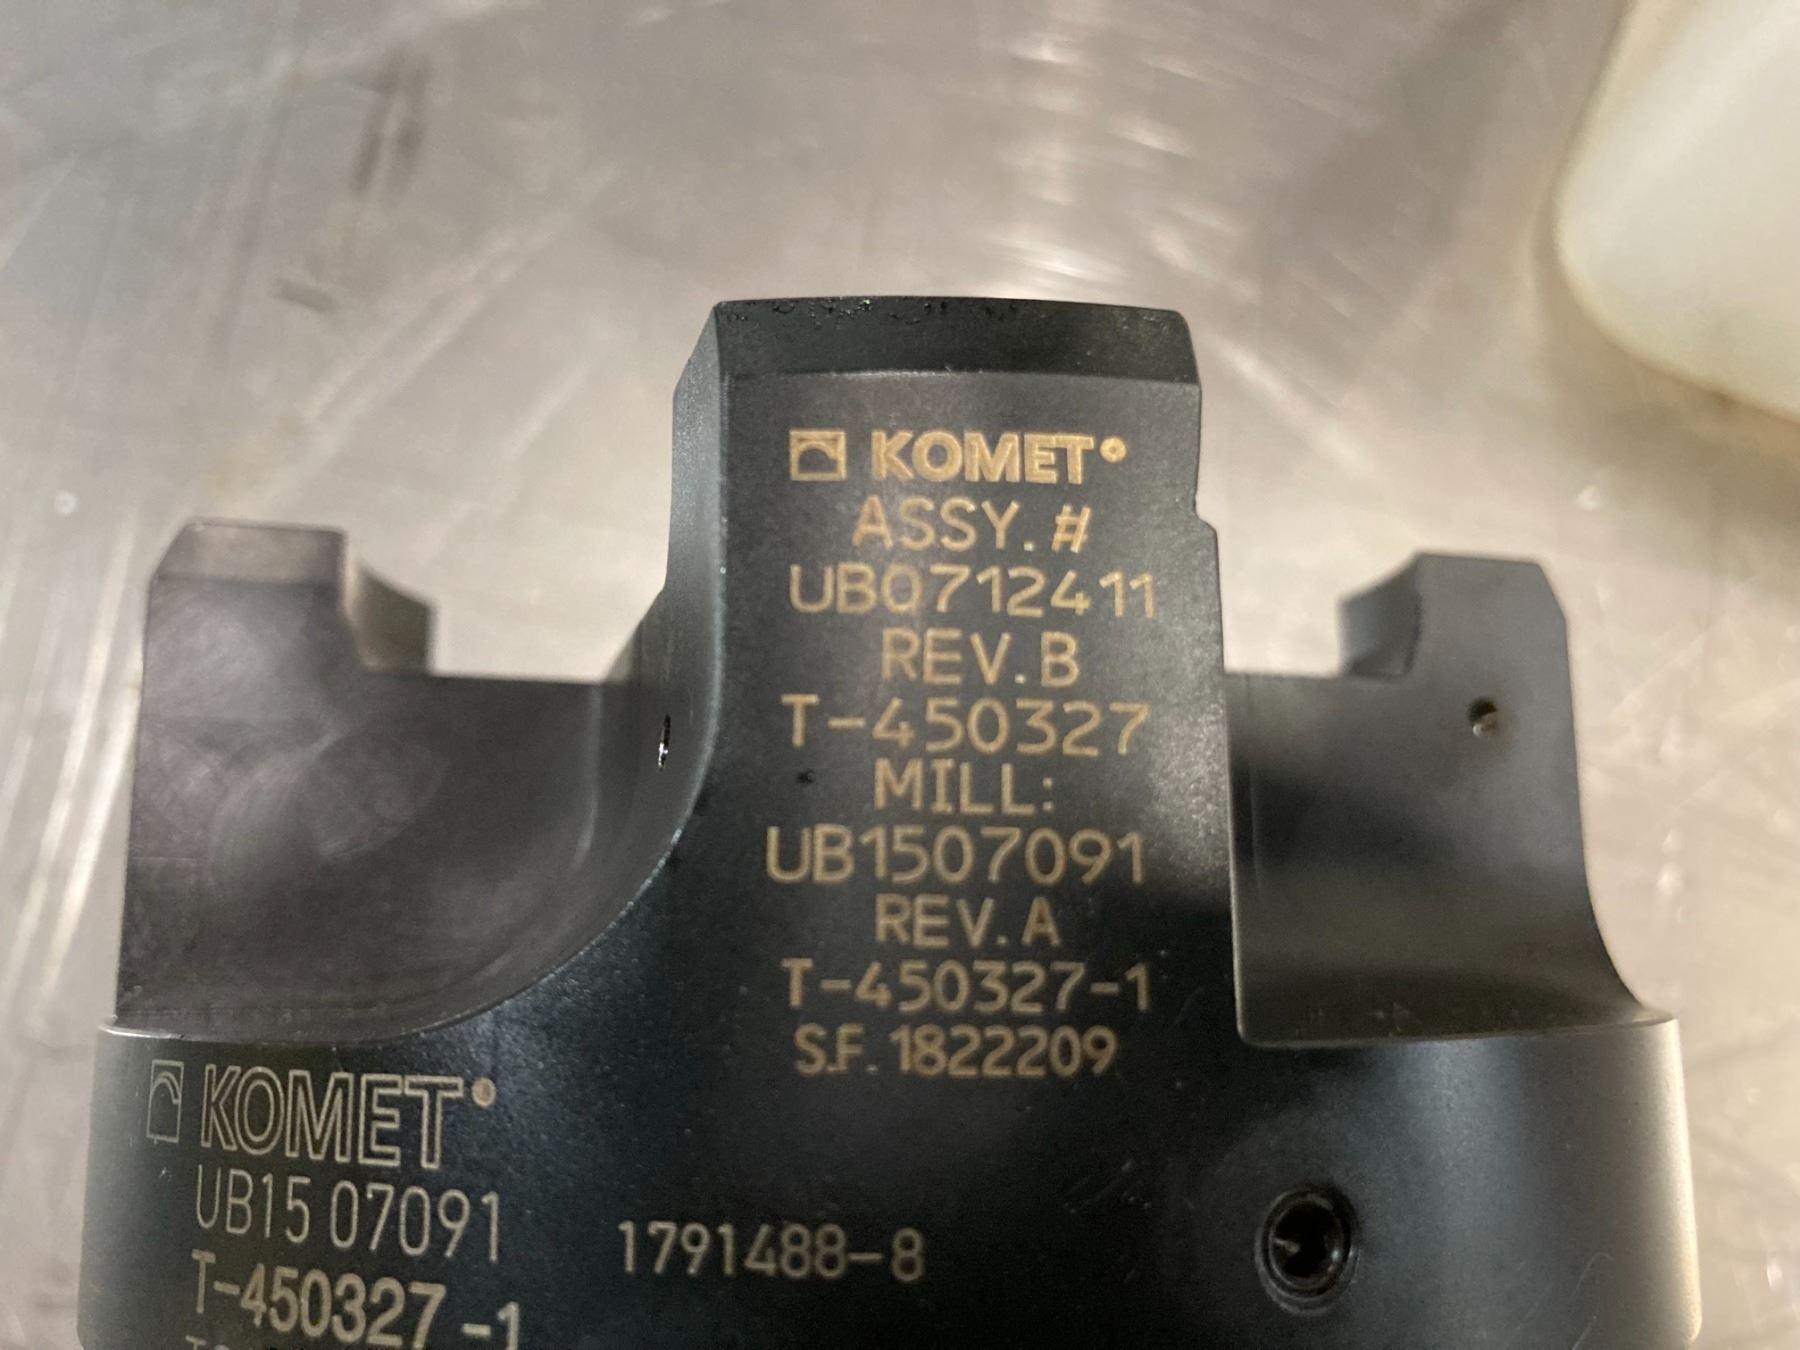 KOMET
ASSY. #
UB0712411
REV. B
T-450327
MILL:
UB1507091
REV. A
T-450327-1
S.F. 1822209
KOMET
UB15 07091
1791488-8
T-450327 -1